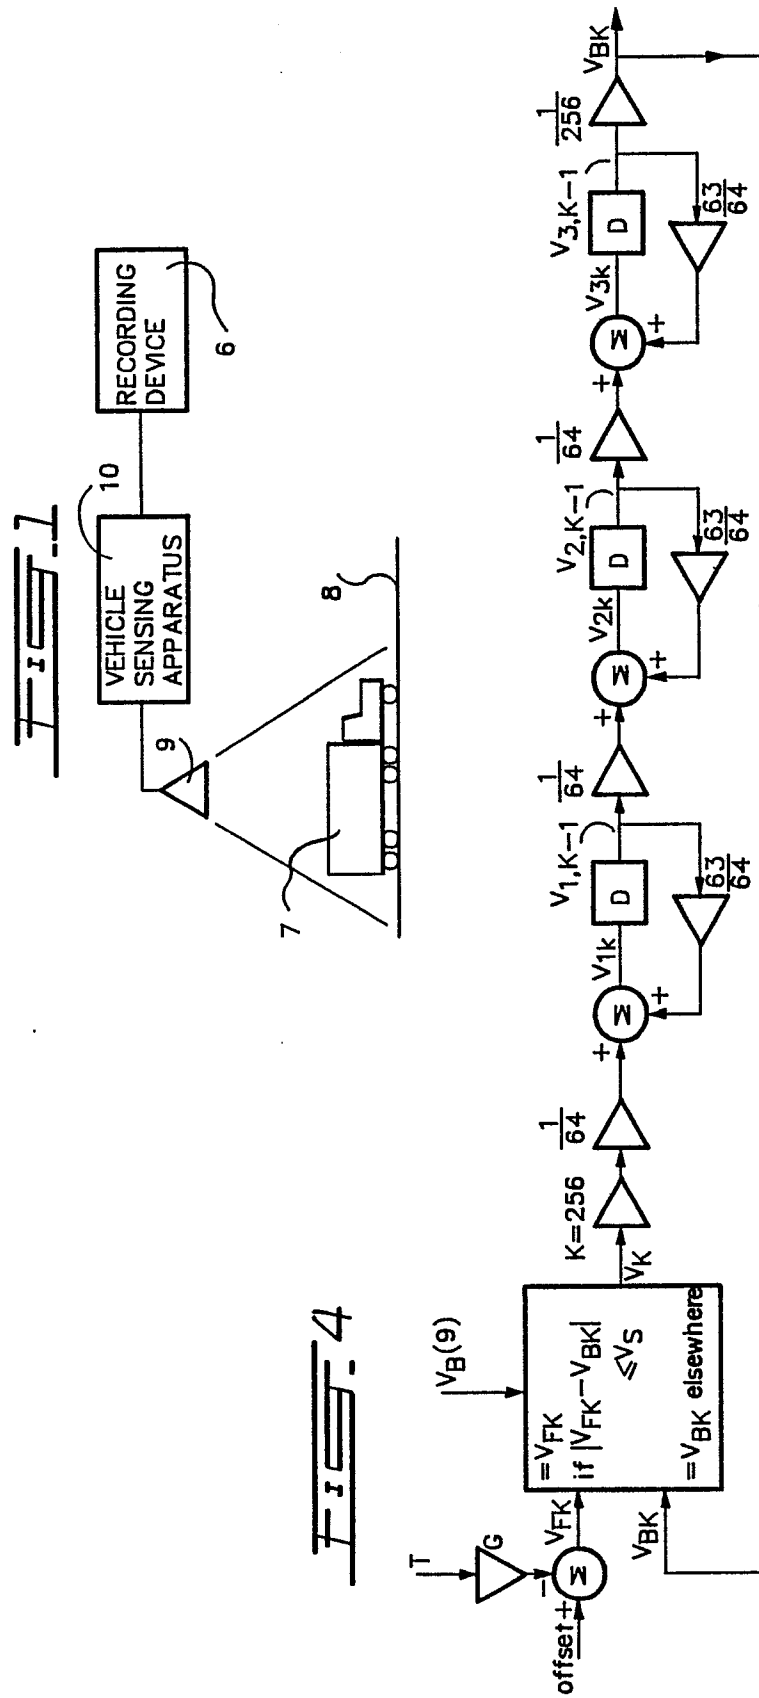 FIG. 1
RECORDING
DEVICE
6
VEHICLE
SENSING
APPARATUS
10
9
7
8
FIG. 4
T
G
-
offset +
Σ
V_FK
V_BK
V_B(9)
=V_FK
if |V_FK-V_BK|
⩽V_S
=V_BK elsewhere
V_K
K=256
1/64
+
Σ
+
V_1k
D
V_1,K-1
63/64
1/64
+
Σ
+
V_2k
D
V_2,K-1
63/64
1/64
+
Σ
+
V_3k
D
V_3,K-1
63/64
1/256
V_BK